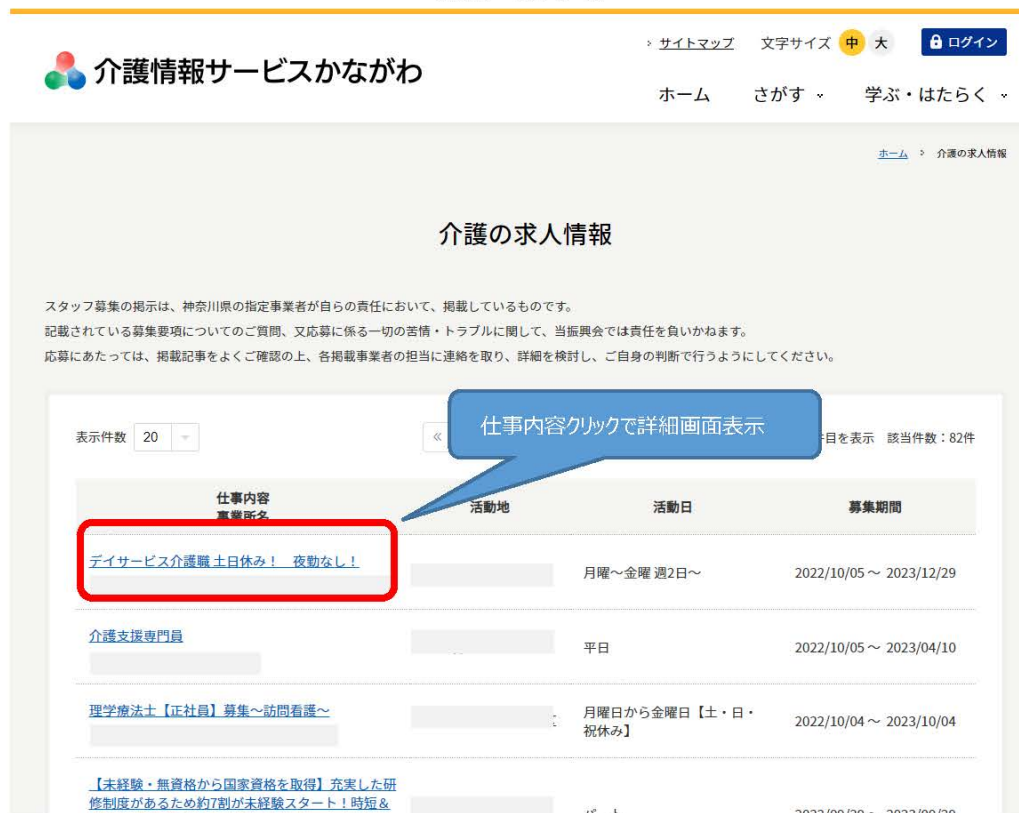 サイトマップ 文字サイズ 中 大 ログイン
介護情報サービスかながわ
ホーム さがす 学ぶ・はたらく
ホーム > 介護の求人情報
介護の求人情報
スタッフ募集の掲示は、神奈川県の指定事業者が自らの責任において、掲載しているものです。
記載されている募集要項についてのご質問、又応募に係る一切の苦情・トラブルに関して、当振興会では責任を負いかねます。
応募にあたっては、掲載記事をよくご確認の上、各掲載事業者の担当に連絡を取り、詳細を検討し、ご自身の判断で行うようにしてください。
仕事内容クリックで詳細画面表示
表示件数 20 « 件目を表示 該当件数:82件
仕事内容
事業所名 活動地 活動日 募集期間
デイサービス介護職 土日休み! 夜勤なし!
月曜~金曜 週2日~ 2022/10/05 ~ 2023/12/29
介護支援専門員
平日 2022/10/05 ~ 2023/04/10
理学療法士【正社員】募集~訪問看護~
月曜日から金曜日【土・日・
祝休み】 2022/10/04 ~ 2023/10/04
【未経験・無資格から国家資格を取得】充実した研
修制度があるため約7割が未経験スタート!時短&